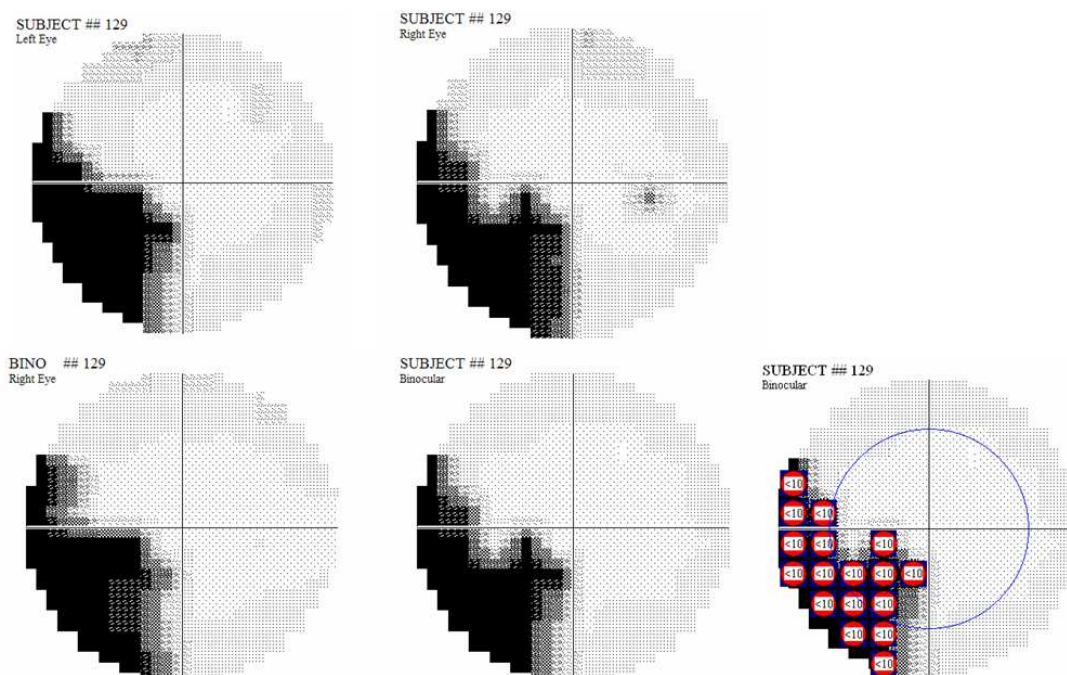 SUBJECT ## 129
Left Eye
SUBJECT ## 129
Right Eye
BINO ## 129
Right Eye
SUBJECT ## 129
Binocular
SUBJECT ## 129
Binocular
<10
<10 <10
<10 <10 <10
<10 <10 <10 <10 <10
<10 <10 <10
<10 <10
<10